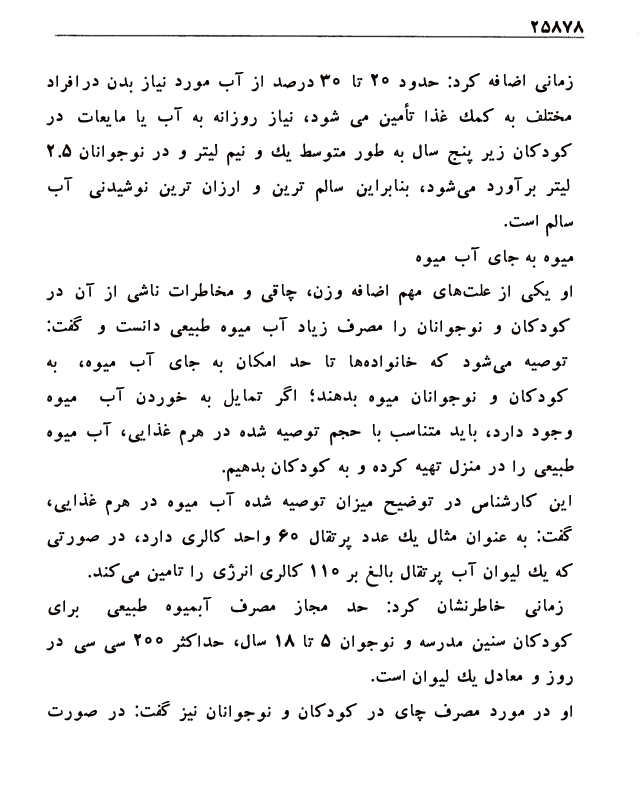 ۲۵۸۷۸
زمانی اضافه کرد: حدود ۲۰ تا ۳۰ درصد از آب مورد نیاز بدن در افراد
مختلف به کمك غذا تأمین می شود، نیاز روزانه به آب یا مایعات در
کودکان زیر پنج سال به طور متوسط یك و نیم لیتر و در نوجوانان ۲.۵
لیتر برآورد می‌شود، بنابراین سالم ترین و ارزان ترین نوشیدنی آب
سالم است.
میوه به جای آب میوه
او یکی از علت‌های مهم اضافه وزن، چاقی و مخاطرات ناشی از آن در
کودکان و نوجوانان را مصرف زیاد آب میوه طبیعی دانست و گفت:
توصیه می‌شود که خانواده‌ها تا حد امکان به جای آب میوه، به
کودکان و نوجوانان میوه بدهند؛ اگر تمایل به خوردن آب میوه
وجود دارد، باید متناسب با حجم توصیه شده در هرم غذایی، آب میوه
طبیعی را در منزل تهیه کرده و به کودکان بدهیم.
این کارشناس در توضیح میزان توصیه شده آب میوه در هرم غذایی،
گفت: به عنوان مثال یك عدد پرتقال ۶۰ واحد کالری دارد، در صورتی
که یك لیوان آب پرتقال بالغ بر ۱۱۰ کالری انرژی را تامین می‌کند.
زمانی خاطرنشان کرد: حد مجاز مصرف آبمیوه طبیعی برای
کودکان سنین مدرسه و نوجوان ۵ تا ۱۸ سال، حداکثر ۲۰۰ سی سی در
روز و معادل یك لیوان است.
او در مورد مصرف چای در کودکان و نوجوانان نیز گفت: در صورت